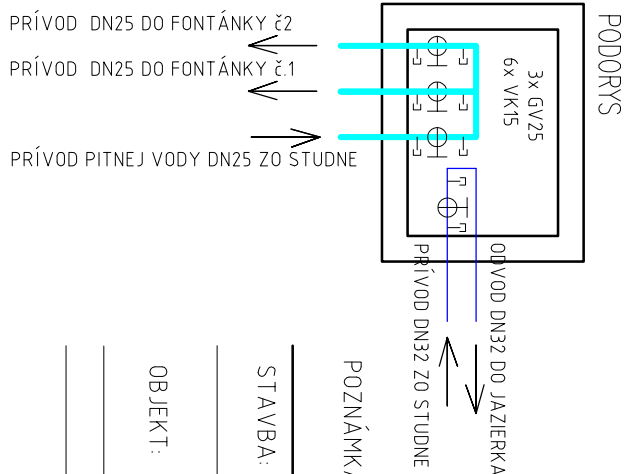 PRÍVOD DN25 DO FONTÁNKY č2
PRÍVOD DN25 DO FONTÁNKY č.1
PRÍVOD PITNEJ VODY DN25 ZO STUDNE
PODORYS
3x GV25
6x VK15
ODVOD DN32 DO JAZIERKA
PRÍVOD DN32 ZO STUDNE
POZNÁMK
STAVBA:
OBJEKT: